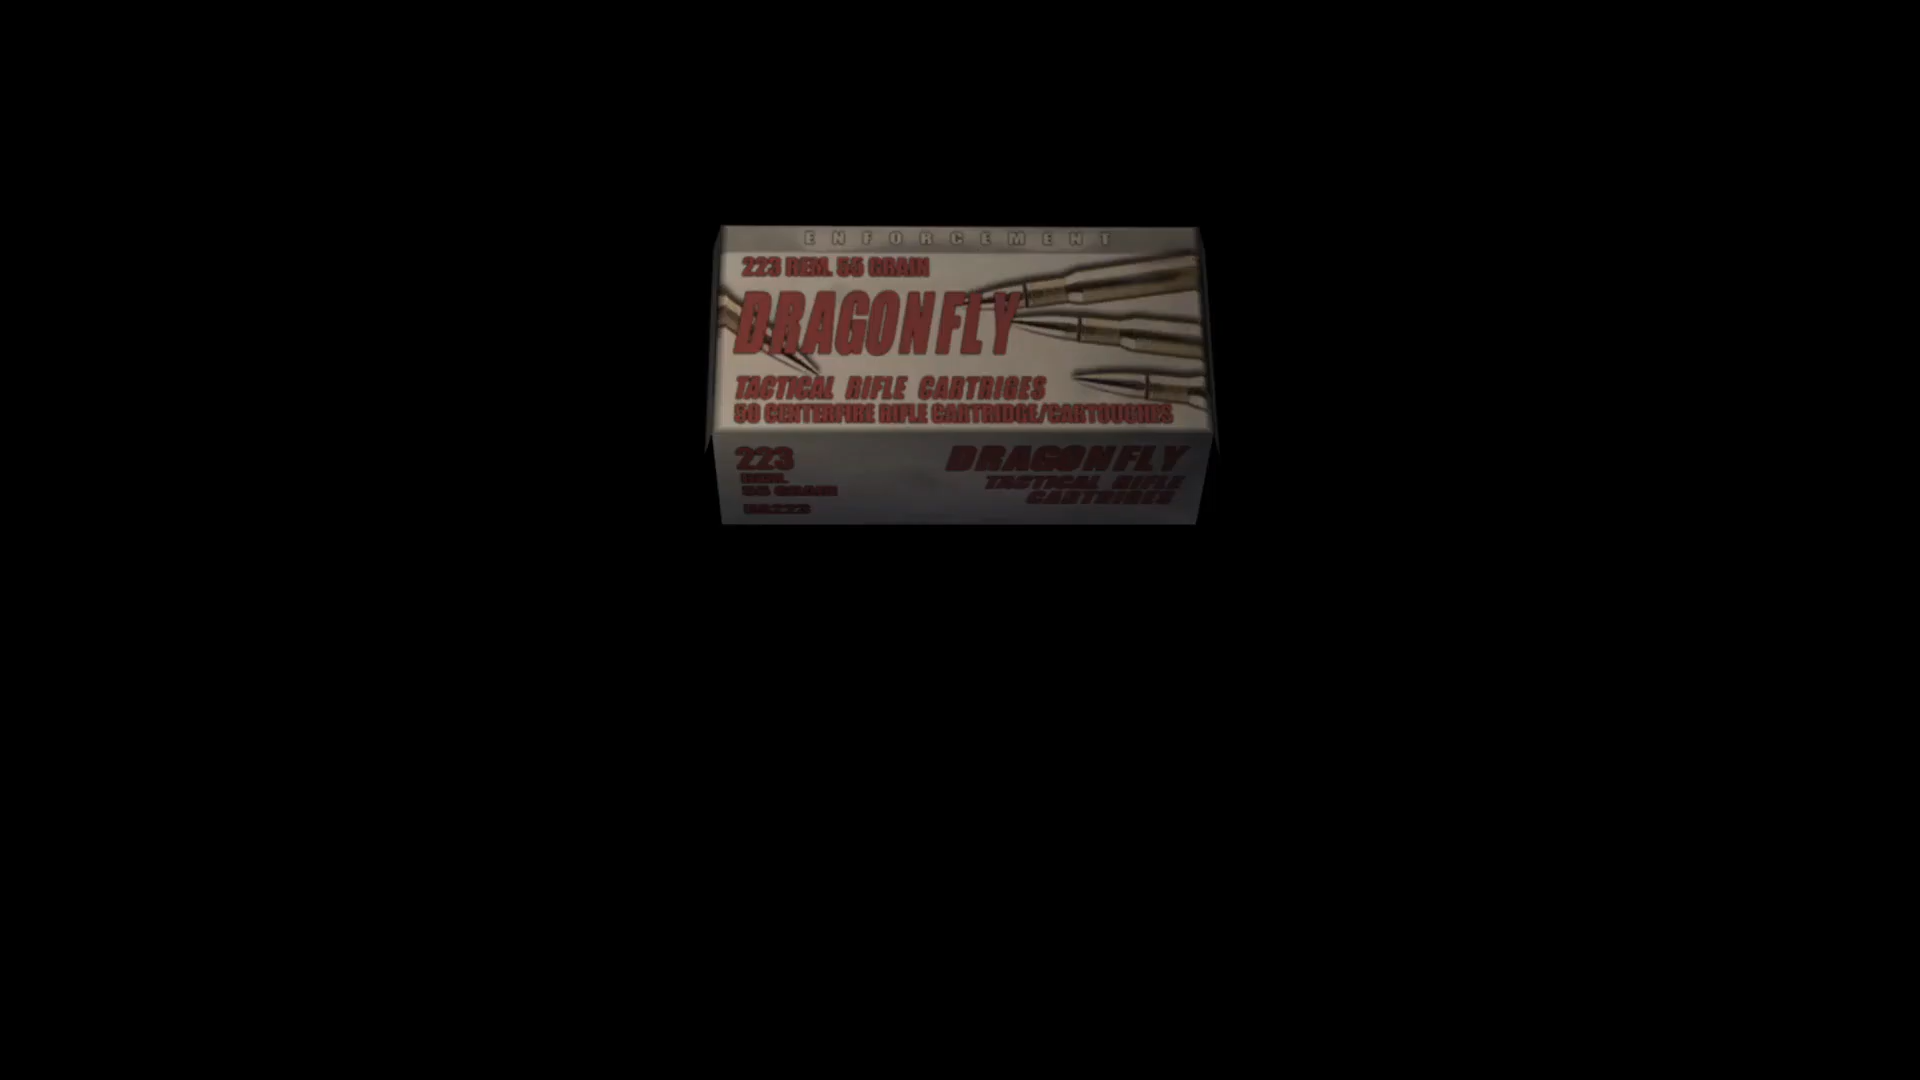 ENFORCEMENT
223 REM. 55 GRAIN
DRAGONFLY
TACTICAL RIFLE CARTRIGES
50 CENTERFIRE RIFLE CARTRIDGE/CARTOUCHES
223
REM.
55 GRAIN
DRAGONFLY
TACTICAL RIFLE
CARTRIGES